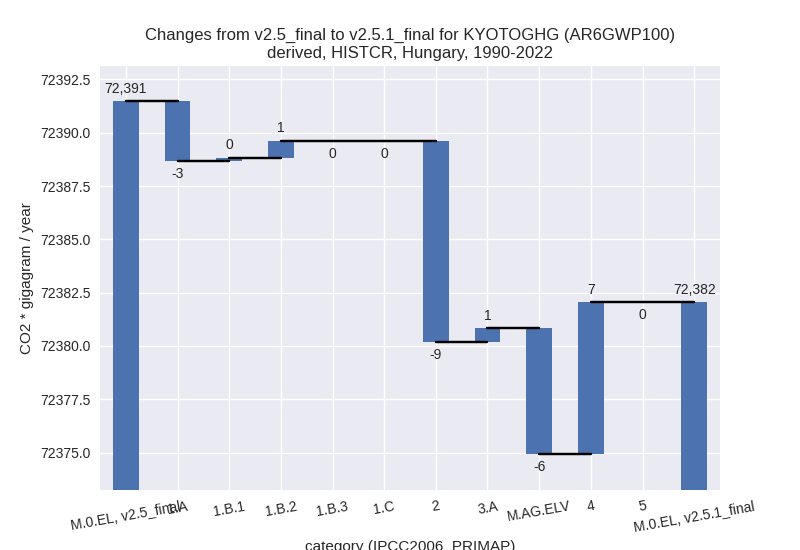 Changes from v2.5_final to v2.5.1_final for KYOTOGHG (AR6GWP100)
derived, HISTCR, Hungary, 1990-2022
CO2 * gigagram / year
72392.5
72390.0
72387.5
72385.0
72382.5
72380.0
72377.5
72375.0
72,391
-3
0
1
0
0
-9
1
-6
7
0
72,382
M.0.EL, v2.5_final
1.A
1.B.1
1.B.2
1.B.3
1.C
2
3.A
M.AG.ELV
4
5
M.0.EL, v2.5.1_final
category (IPCC2006_PRIMAP)